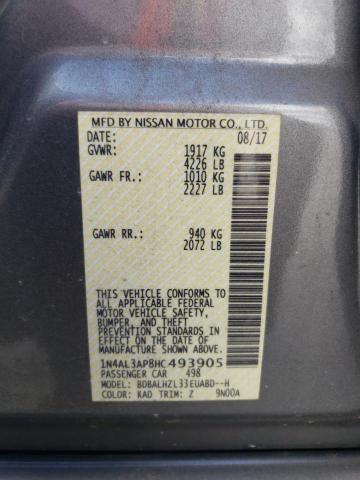 MFD BY NISSAN MOTOR CO., LTD.
DATE: 08/17
GVWR: 1917 KG
4226 LB
GAWR FR: 1010 KG
2227 LB
GAWR RR: 940 KG
2072 LB
THIS VEHICLE CONFORMS TO
ALL APPLICABLE FEDERAL
MOTOR VEHICLE SAFETY,
BUMPER, AND THEFT
PREVENTION STANDARDS IN
EFFECT ON THE DATE OF
MANUFACTURE SHOWN ABOVE.
1N4AL3AP8HC493905
PASSENGER CAR 498
MODEL: BDBALHZL33EUABD--H
COLOR: KAD TRIM: Z 9N00A